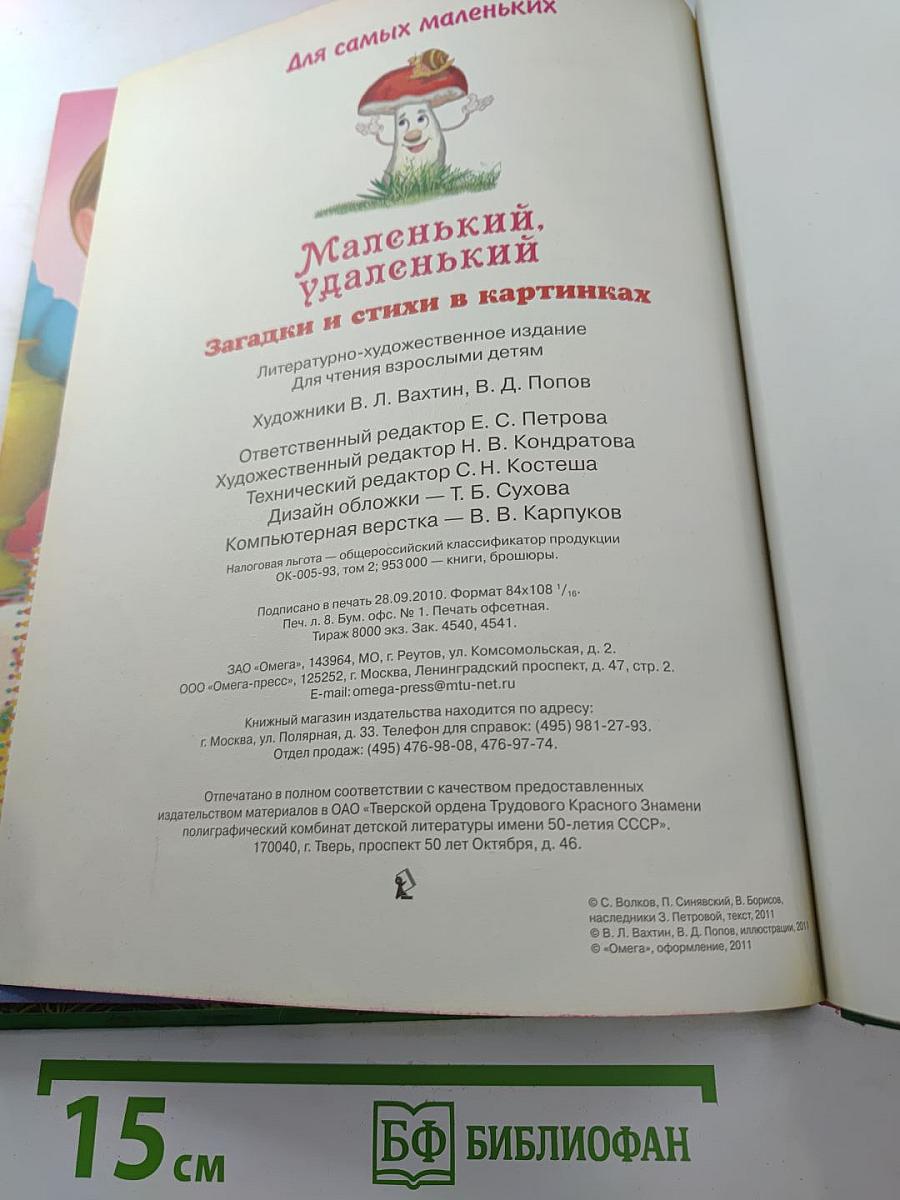 Для самых маленьких
Маленький,
удаленький
Загадки и стихи в картинках
Литературно-художественное издание
Для чтения взрослыми детям
Художники В. Л. Вахтин, В. Д. Попов
Ответственный редактор Е. С. Петрова
Художественный редактор Н. В. Кондратова
Технический редактор С. Н. Костеша
Дизайн обложки — Т. Б. Сухова
Компьютерная верстка — В. В. Карпуков
Налоговая льгота — общероссийский классификатор продукции
ОК-005-93, том 2; 953000 — книги, брошюры.
Подписано в печать 28.09.2010. Формат 84х108 1/16.
Печ. л. 8. Бум. офс. № 1. Печать офсетная.
Тираж 8000 экз. Зак. 4540, 4541.
ЗАО «Омега», 143964, МО, г. Реутов, ул. Комсомольская, д. 2.
ООО «Омега-пресс», 125252, г. Москва, Ленинградский проспект, д. 47, стр. 2.
E-mail: omega-press@mtu-net.ru
Книжный магазин издательства находится по адресу:
г. Москва, ул. Полярная, д. 33. Телефон для справок: (495) 981-27-93.
Отдел продаж: (495) 476-98-08, 476-97-74.
Отпечатано в полном соответствии с качеством предоставленных
издательством материалов в ОАО «Тверской ордена Трудового Красного Знамени
полиграфический комбинат детской литературы имени 50-летия СССР».
170040, г. Тверь, проспект 50 лет Октября, д. 46.
© С. Волков, П. Синявский, В. Борисов,
наследники З. Петровой, текст, 2011
© В. Л. Вахтин, В. Д. Попов, иллюстрации, 2011
© «Омега», оформление, 2011
15 см
БФ БИБЛИОФАН